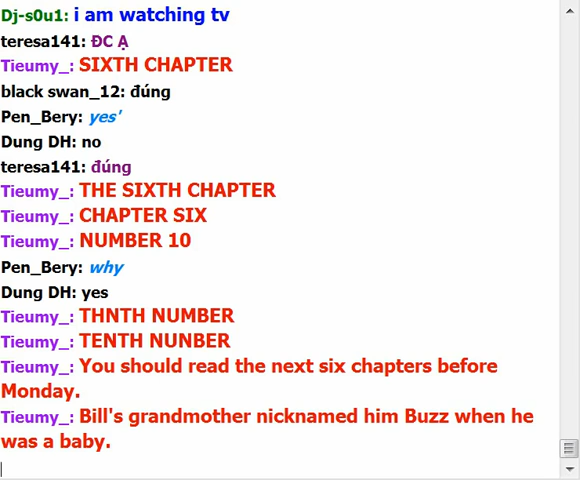 Dj-s0u1: i am watching tv
teresa141: ĐC Ạ
Tieumy_: SIXTH CHAPTER
black swan_12: đúng
Pen_Bery: yes'
Dung DH: no
teresa141: đúng
Tieumy_: THE SIXTH CHAPTER
Tieumy_: CHAPTER SIX
Tieumy_: NUMBER 10
Pen_Bery: why
Dung DH: yes
Tieumy_: THNTH NUMBER
Tieumy_: TENTH NUNBER
Tieumy_: You should read the next six chapters before
Monday.
Tieumy_: Bill's grandmother nicknamed him Buzz when he
was a baby.